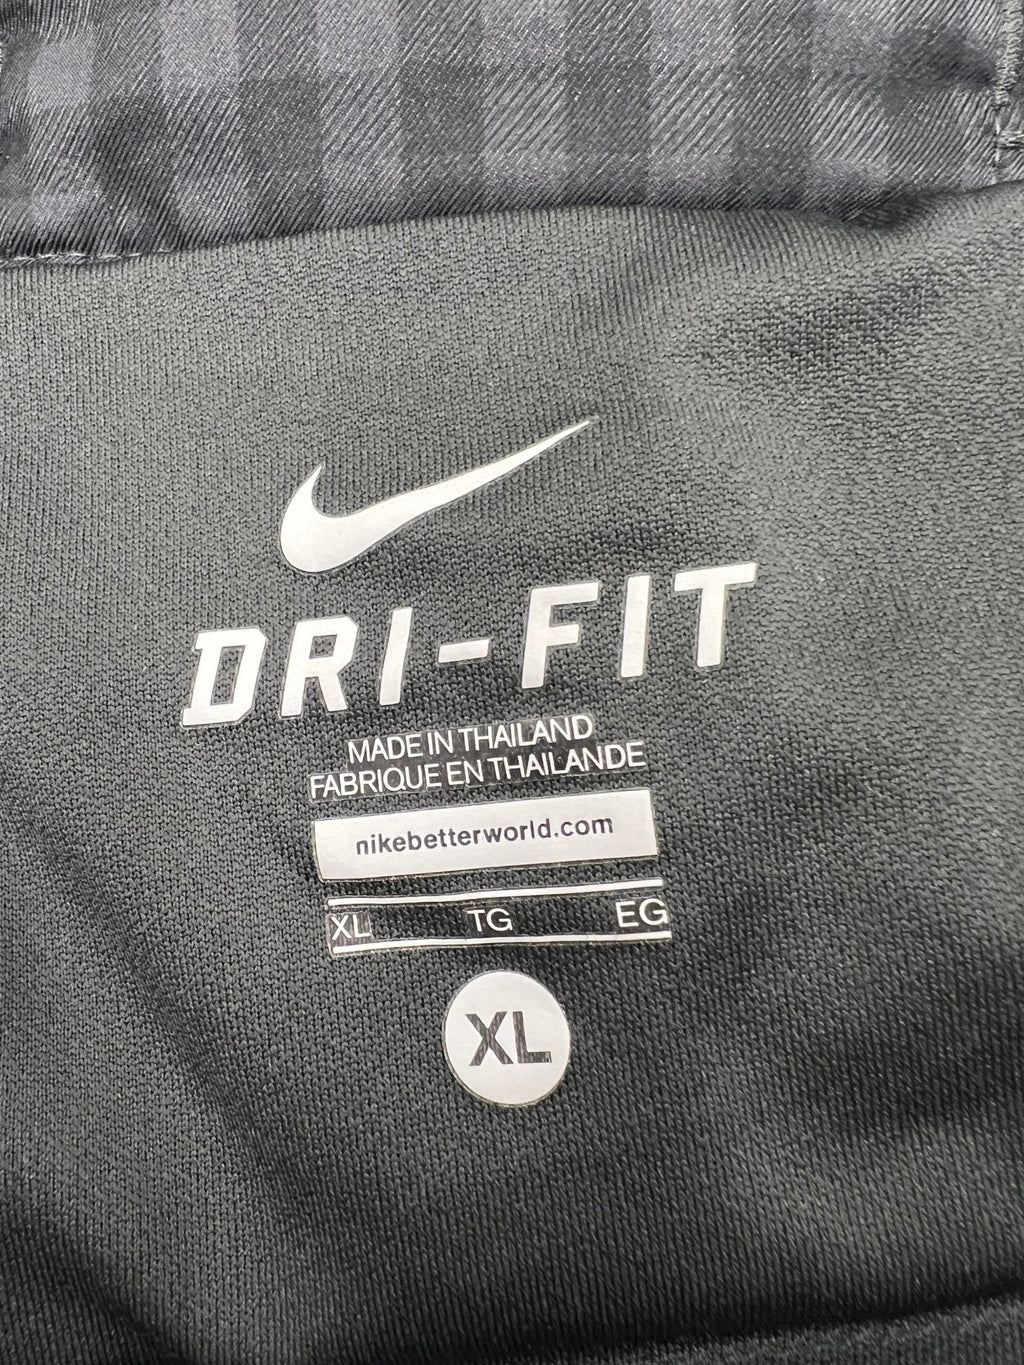 DRI-FIT
MADE IN THAILAND
FABRIQUE EN THAILANDE
nikebetterworld.com
XL TG EG
XL